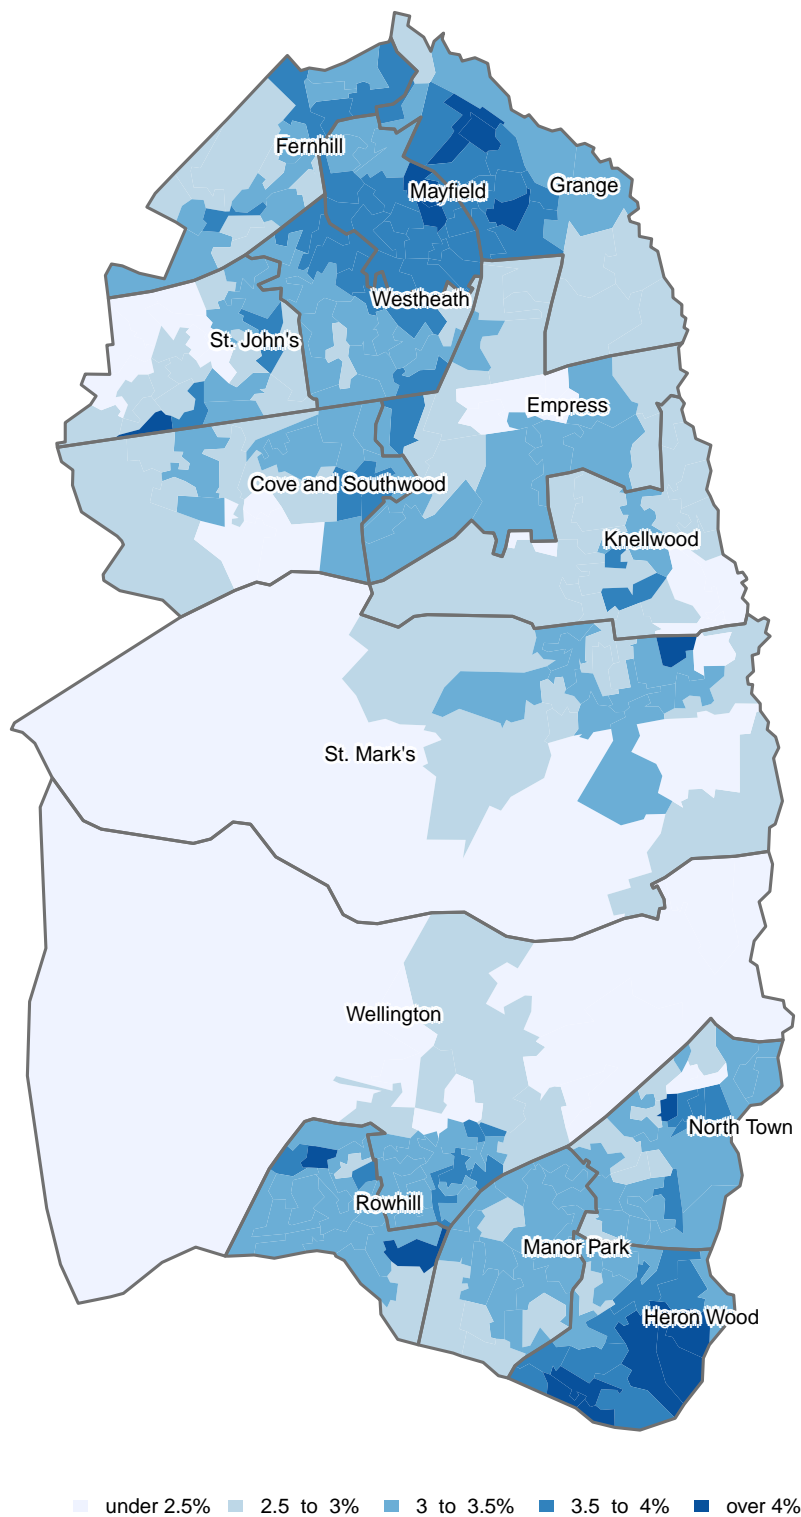 Fernhill
Mayfield
Grange
Westheath
St. John's
Empress
Cove and Southwood
Knellwood
St. Mark's
Wellington
North Town
Rowhill
Manor Park
Heron Wood
under 2.5% 2.5 to 3% 3 to 3.5% 3.5 to 4% over 4%